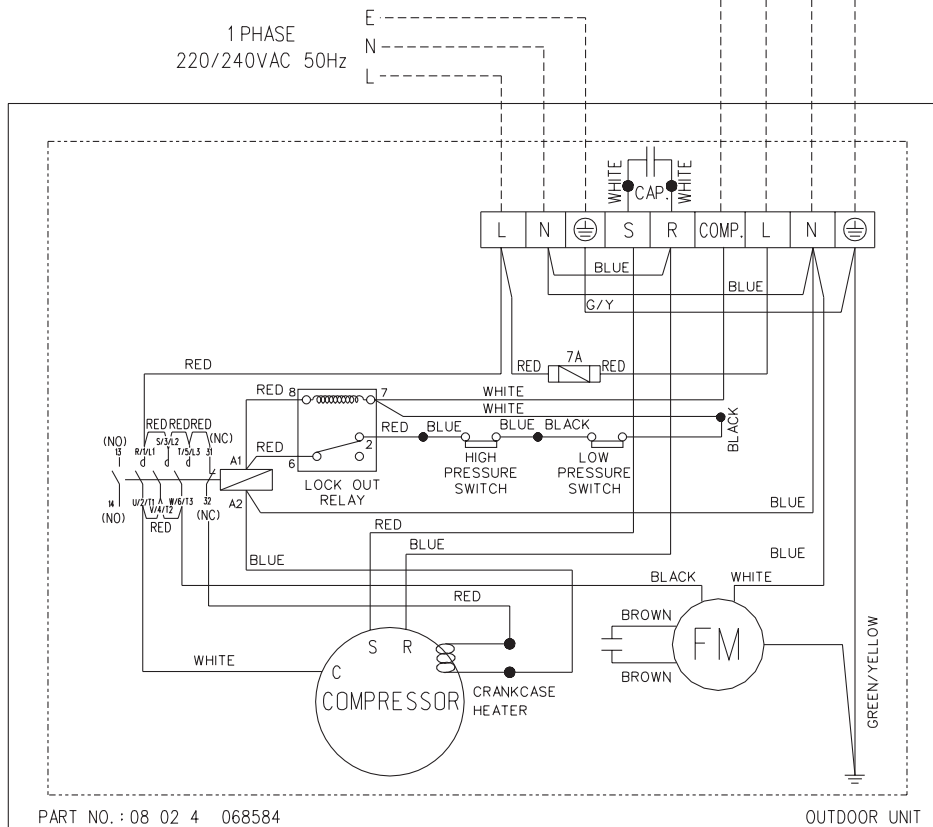 E
1 PHASE
N
220/240VAC 50Hz
L
WHITE
CAP.
WHITE
L N S R COMP. L N
BLUE
BLUE
G/Y
7A
RED
RED RED
RED 8 7 WHITE
WHITE
RED RED RED
RED BLUE BLUE BLACK
BLACK
S/3/L2
(NO) (NC)
13 R/1/L1 T/5/L3 31
A1
RED
2
6
HIGH
PRESSURE
SWITCH
LOW
PRESSURE
SWITCH
LOCK OUT
RELAY
14 U/2/T1 V/4/T2 W/6/T3 32
(NO) (NC)
A2
RED
BLUE
RED
BLUE
BLUE
BLUE
BLACK WHITE
RED
BROWN
FM
BROWN
GREEN/YELLOW
S R
WHITE
C
COMPRESSOR
CRANKCASE
HEATER
PART NO.: 08 02 4 068584
OUTDOOR UNIT